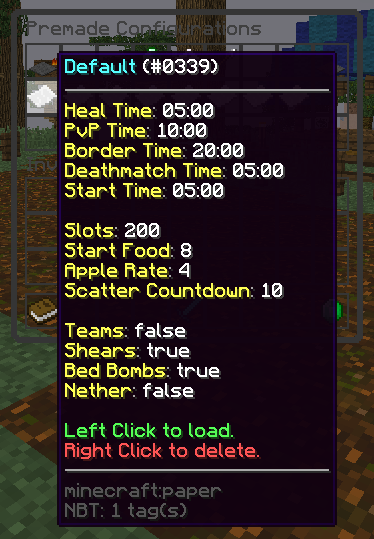 Premade Configurations
Default (#0339)
Heal Time: 05:00
PvP Time: 10:00
Border Time: 20:00
Deathmatch Time: 05:00
Start Time: 05:00
Slots: 200
Start Food: 8
Apple Rate: 4
Scatter Countdown: 10
Teams: false
Shears: true
Bed Bombs: true
Nether: false
Left Click to load.
Right Click to delete.
minecraft:paper
NBT: 1 tag(s)